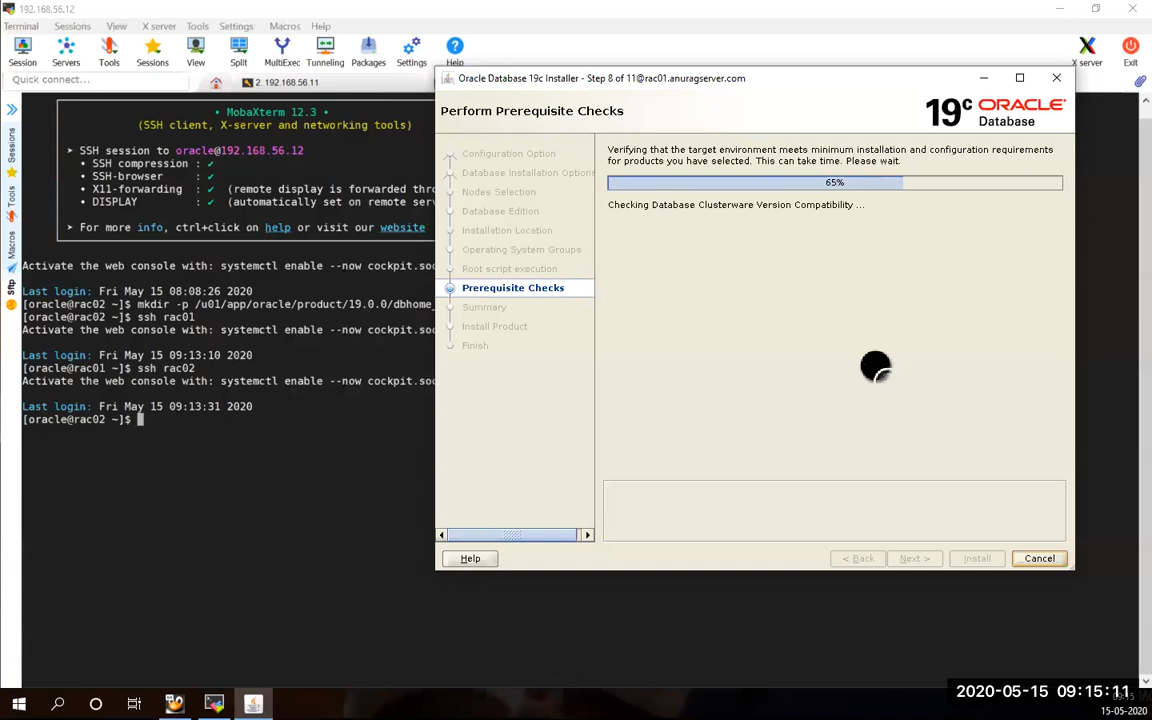 192.168.56.12
Terminal Sessions View X server Tools Settings Macros Help
Session Servers Tools Sessions View Split MultiExec Tunneling Packages Settings Help X server Exit
Quick connect...
2. 192.168.56.11
Sessions
Tools
Macros
Sftp
• MobaXterm 12.3 •
(SSH client, X-server and networking tools)
➤ SSH session to oracle@192.168.56.12
• SSH compression : ✓
• SSH-browser : ✓
• X11-forwarding : ✓ (remote display is forwarded thro
• DISPLAY : ✓ (automatically set on remote serv
➤ For more info, ctrl+click on help or visit our website
Activate the web console with: systemctl enable --now cockpit.soc
Last login: Fri May 15 08:08:26 2020
[oracle@rac02 ~]$ mkdir -p /u01/app/oracle/product/19.0.0/dbhome_
[oracle@rac02 ~]$ ssh rac01
Activate the web console with: systemctl enable --now cockpit.soc
Last login: Fri May 15 09:13:10 2020
[oracle@rac01 ~]$ ssh rac02
Activate the web console with: systemctl enable --now cockpit.soc
Last login: Fri May 15 09:13:31 2020
[oracle@rac02 ~]$
Oracle Database 19c Installer - Step 8 of 11@rac01.anuragserver.com
Perform Prerequisite Checks
19c ORACLE
Database
Configuration Option
Database Installation Options
Nodes Selection
Database Edition
Installation Location
Operating System Groups
Root script execution
Prerequisite Checks
Summary
Install Product
Finish
Verifying that the target environment meets minimum installation and configuration requirements
for products you have selected. This can take time. Please wait.
65%
Checking Database Clusterware Version Compatibility ...
Help < Back Next > Install Cancel
2020-05-15 09:15:11
15-05-2020